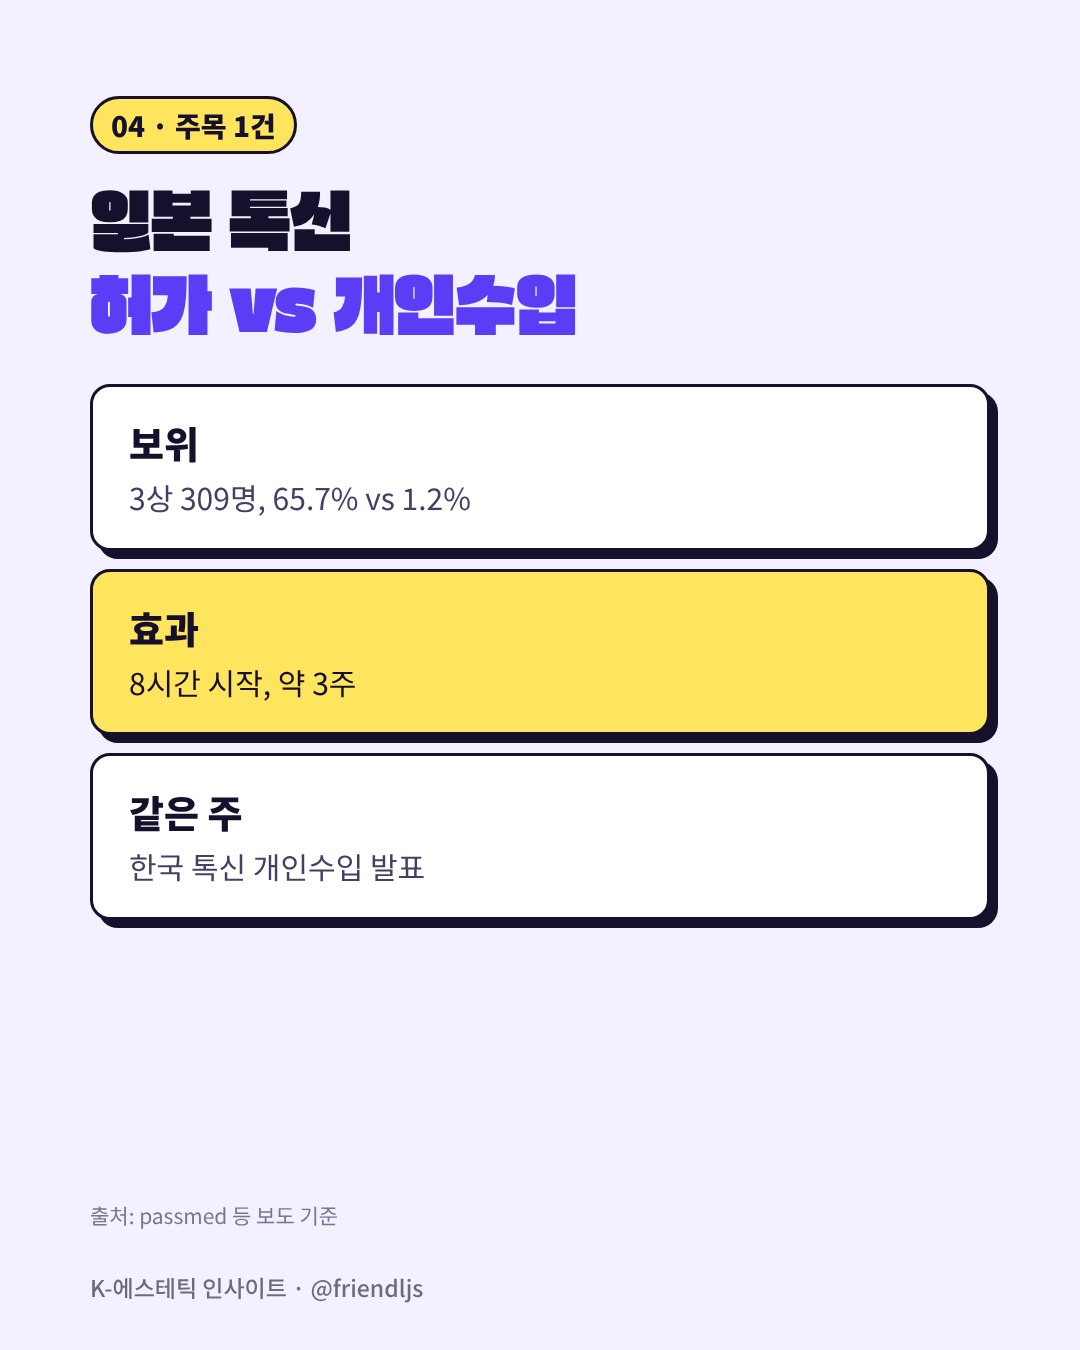 04 · 주목 1건
일본 톡신
허가 vs 개인수입
보위
3상 309명, 65.7% vs 1.2%
효과
8시간 시작, 약 3주
같은 주
한국 톡신 개인수입 발표
출처: passmed 등 보도 기준
K-에스테틱 인사이트 · @friendljs